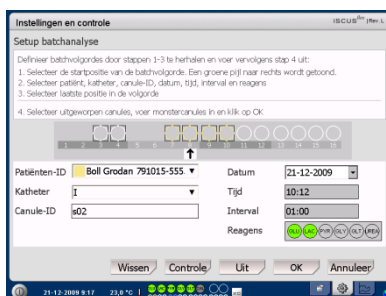 Instellingen en controle
ISCUS flex |Rev.L
Setup batchanalyse
Definieer batchvolgordes door stappen 1-3 te herhalen en voer vervolgens stap 4 uit:
1. Selecteer de startpositie van de batchvolgorde. Een groene pijl naar rechts wordt getoond.
2. Selecteer patiënt, katheter, canule-ID, datum, tijd, interval en reagens
3. Selecteer laatste positie in de volgorde
4. Selecteer uitgeworpen canules, voer monstercanules in en klik op OK
1 2 3 4 5 6 7 8 9 10 11 12 13 14 15 16
Patiënten-ID Boll Grodan 791015-555. Datum 21-12-2009
Katheter I Tijd 10:12
Canule-ID s02 Interval 01:00
Reagens GLU LAC PYR GLY GLT UREA
Wissen Controle Uit OK Annuleer
21-12-2009 9:17 23,0 °C